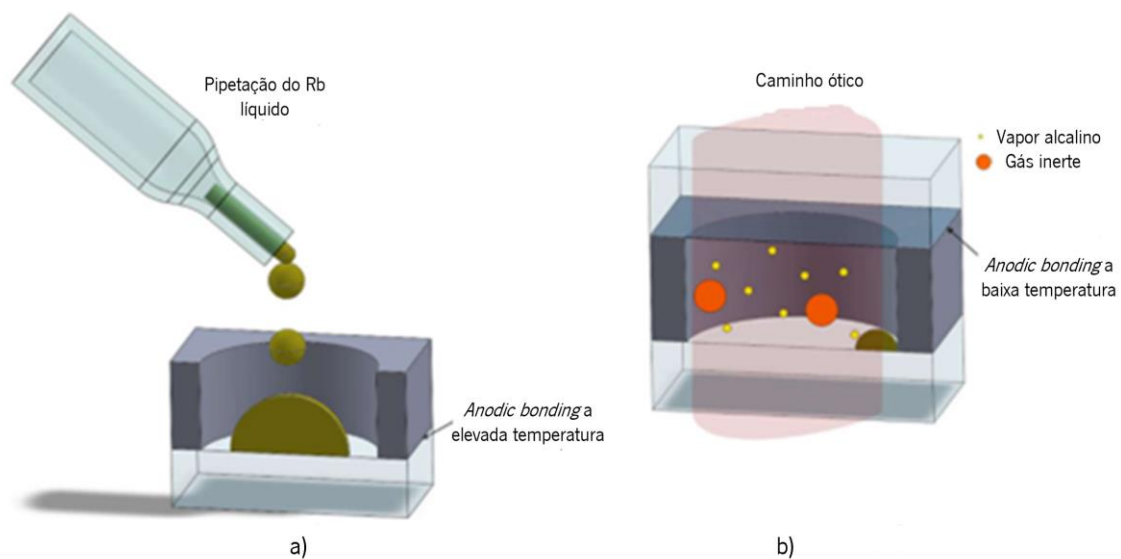 Pipetação do Rb
líquido
Anodic bonding a
elevada temperatura
a)
Caminho ótico
Vapor alcalino
Gás inerte
Anodic bonding a
baixa temperatura
b)